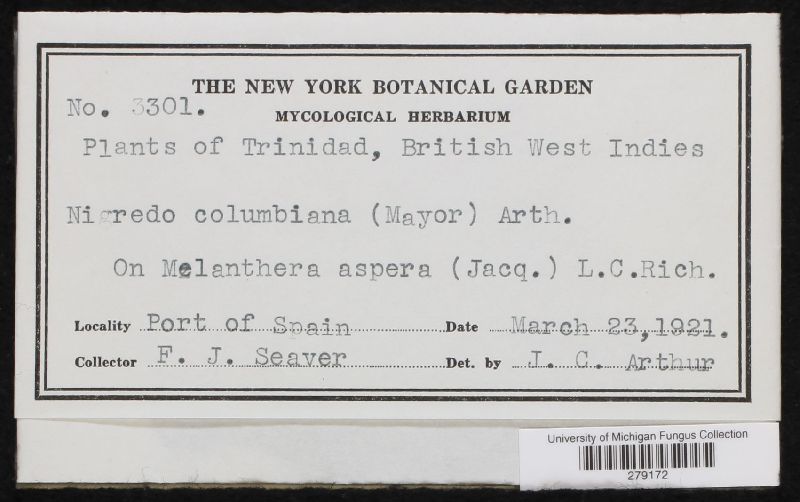 THE NEW YORK BOTANICAL GARDEN
No. 3301.
MYCOLOGICAL HERBARIUM
Plants of Trinidad, British West Indies
Nigredo columbiana (Mayor) Arth.
On Melanthera aspera (Jacq.) L.C.Rich.
Locality Port of Spain Date March 23, 1921.
Collector F. J. Seaver Det. by J. C. Arthur
University of Michigan Fungus Collection
279172